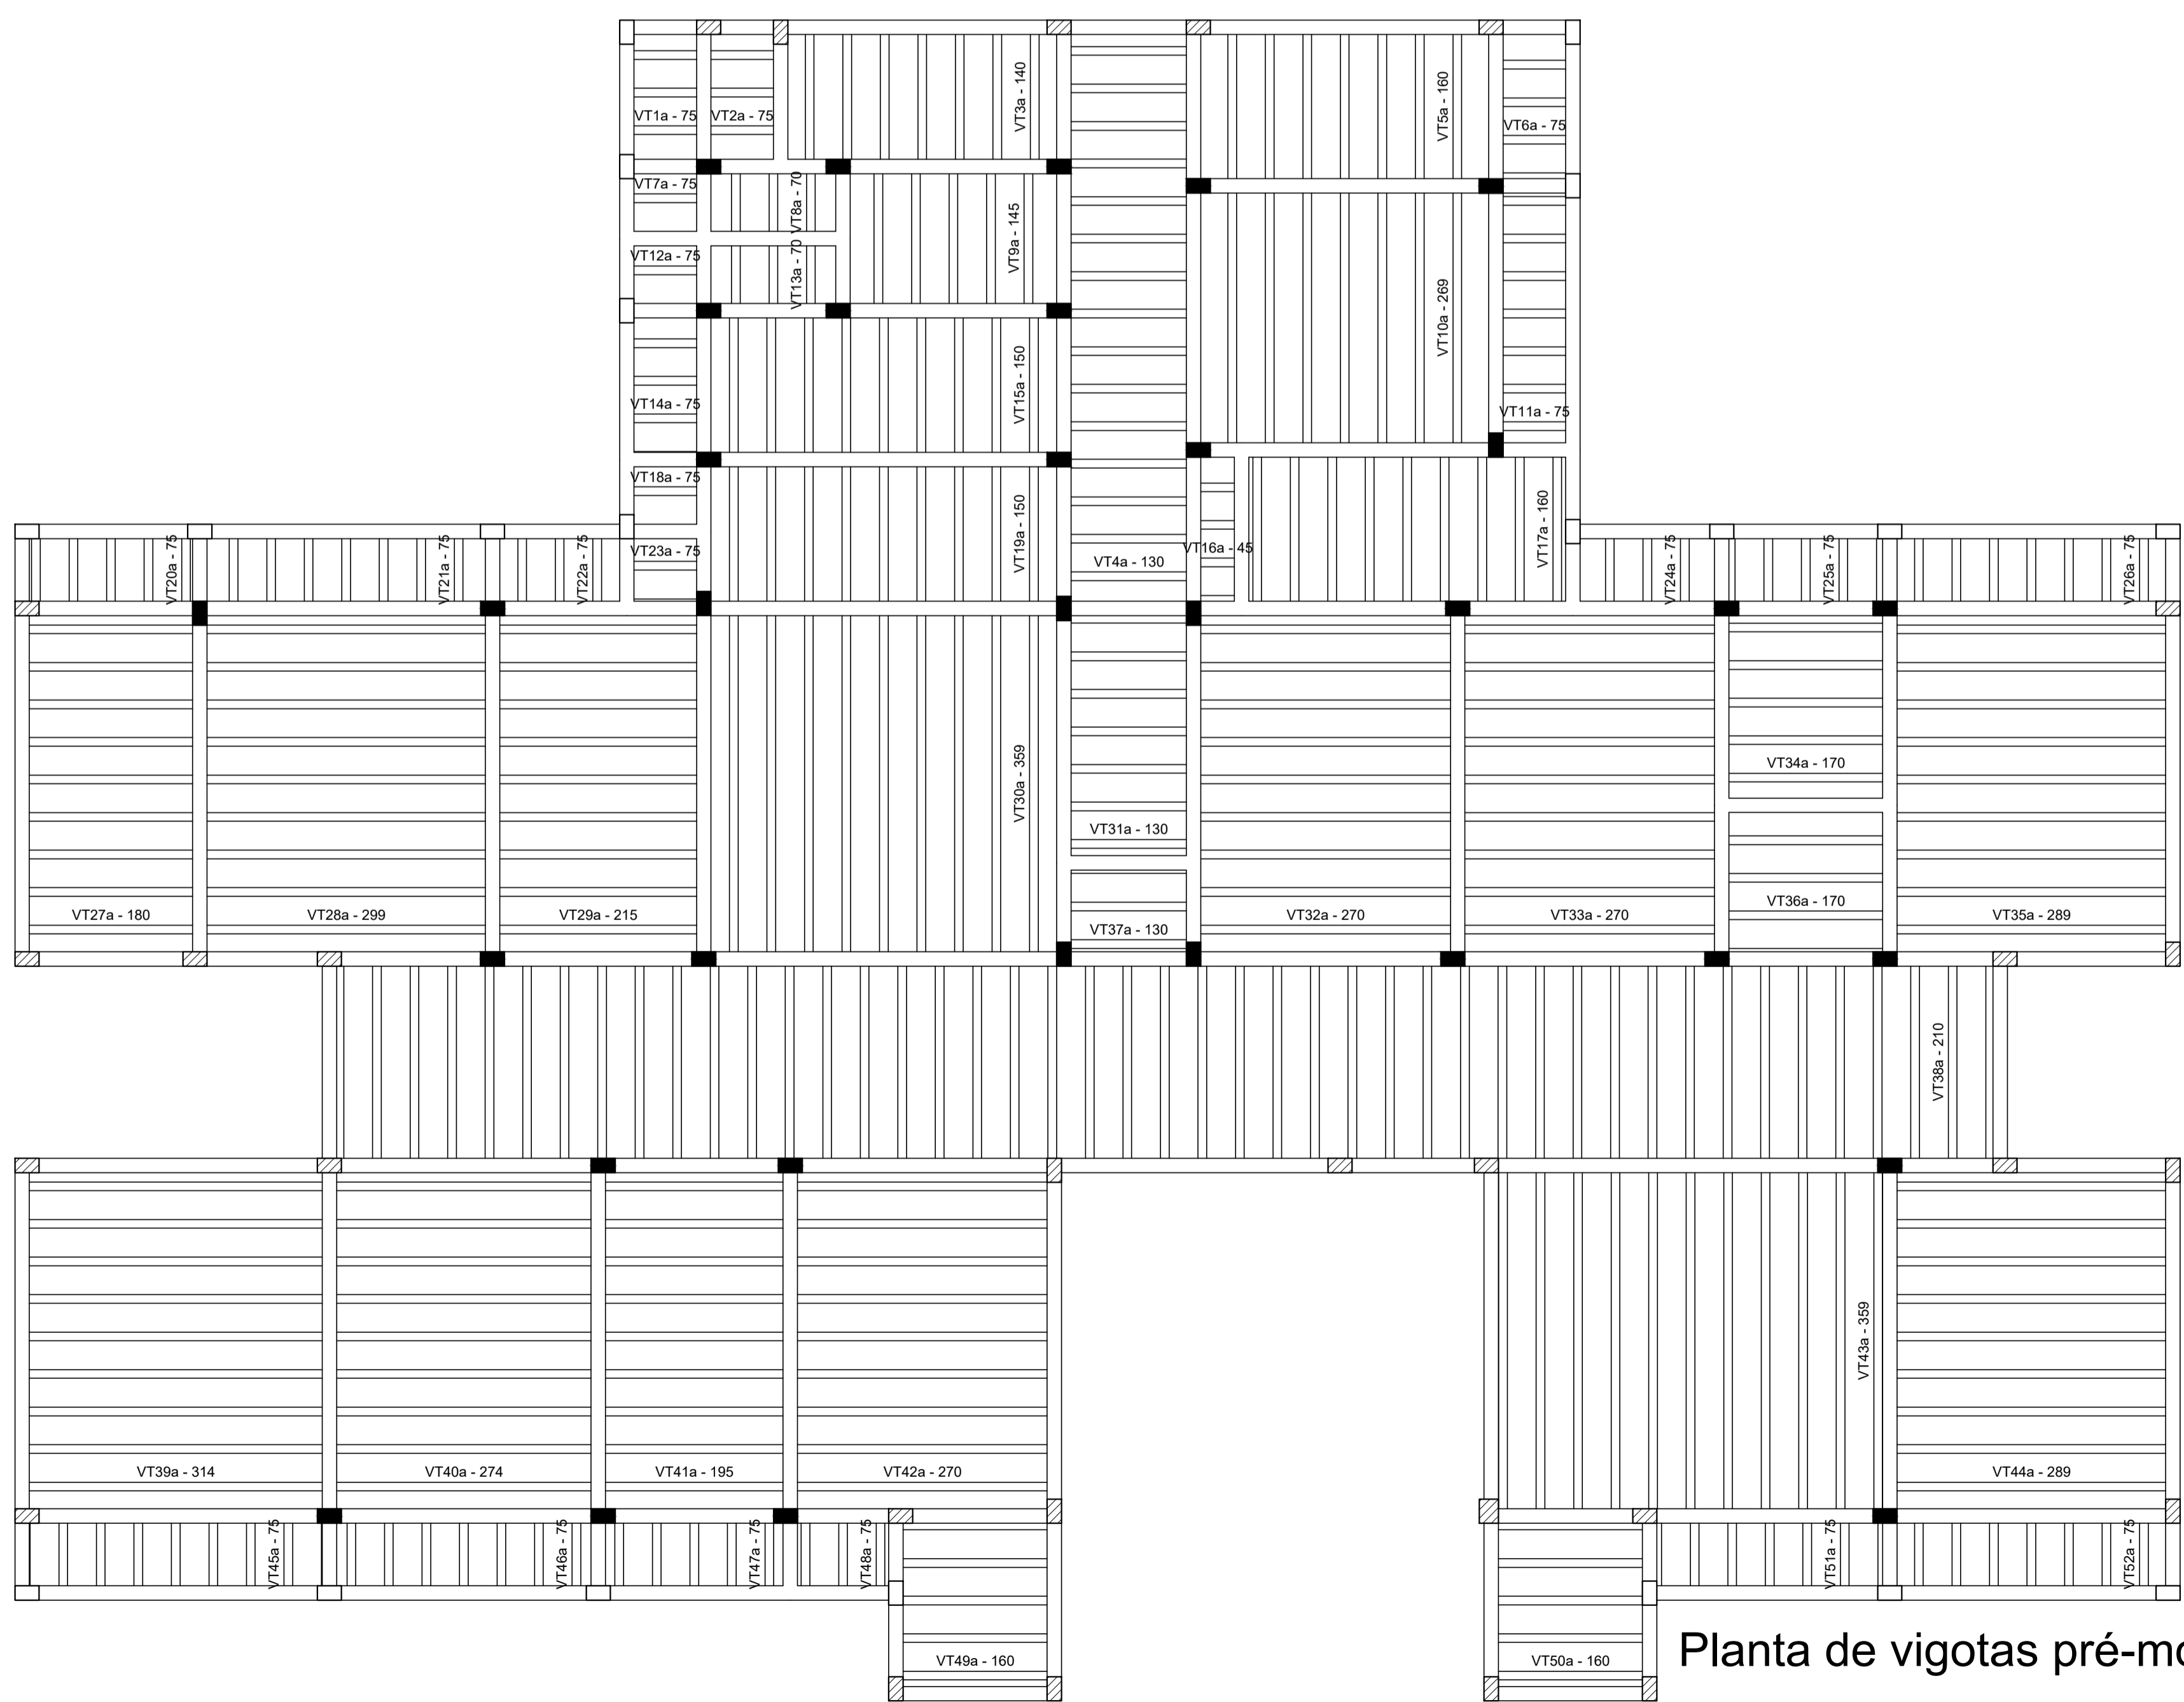 VT1a - 75
VT2a - 75
VT3a - 140
VT5a - 160
VT6a - 75
VT7a - 75
VT8a - 70
VT9a - 145
VT10a - 269
VT12a - 75
VT13a - 70
VT14a - 75
VT15a - 150
VT11a - 75
VT18a - 75
VT19a - 150
VT4a - 130
VT16a - 45
VT17a - 160
VT20a - 75
VT21a - 75
VT22a - 75
VT23a - 75
VT24a - 75
VT25a - 75
VT26a - 75
VT30a - 359
VT34a - 170
VT31a - 130
VT27a - 180
VT28a - 299
VT29a - 215
VT37a - 130
VT32a - 270
VT33a - 270
VT36a - 170
VT35a - 289
VT38a - 210
VT43a - 359
VT39a - 314
VT40a - 274
VT41a - 195
VT42a - 270
VT44a - 289
VT45a - 75
VT46a - 75
VT47a - 75
VT48a - 75
VT51a - 75
VT52a - 75
VT49a - 160
VT50a - 160
Planta de vigotas